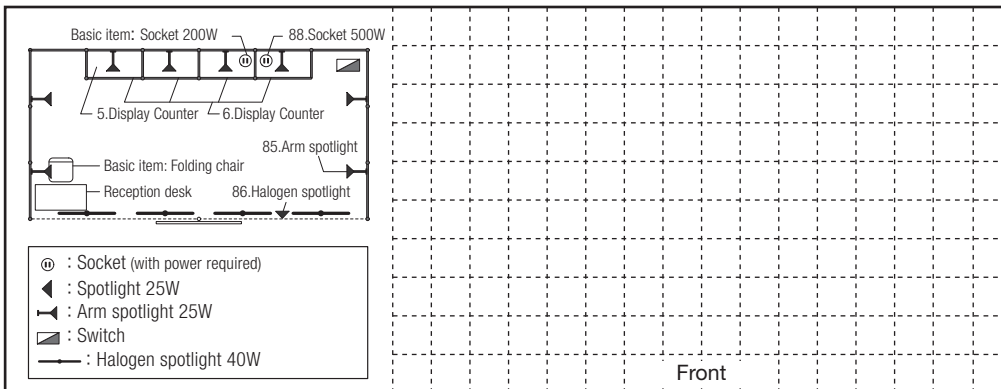 Basic item: Socket 200W
88.Socket 500W
5.Display Counter
6.Display Counter
85.Arm spotlight
Basic item: Folding chair
Reception desk
86.Halogen spotlight
: Socket (with power required)
: Spotlight 25W
: Arm spotlight 25W
: Switch
: Halogen spotlight 40W
Front